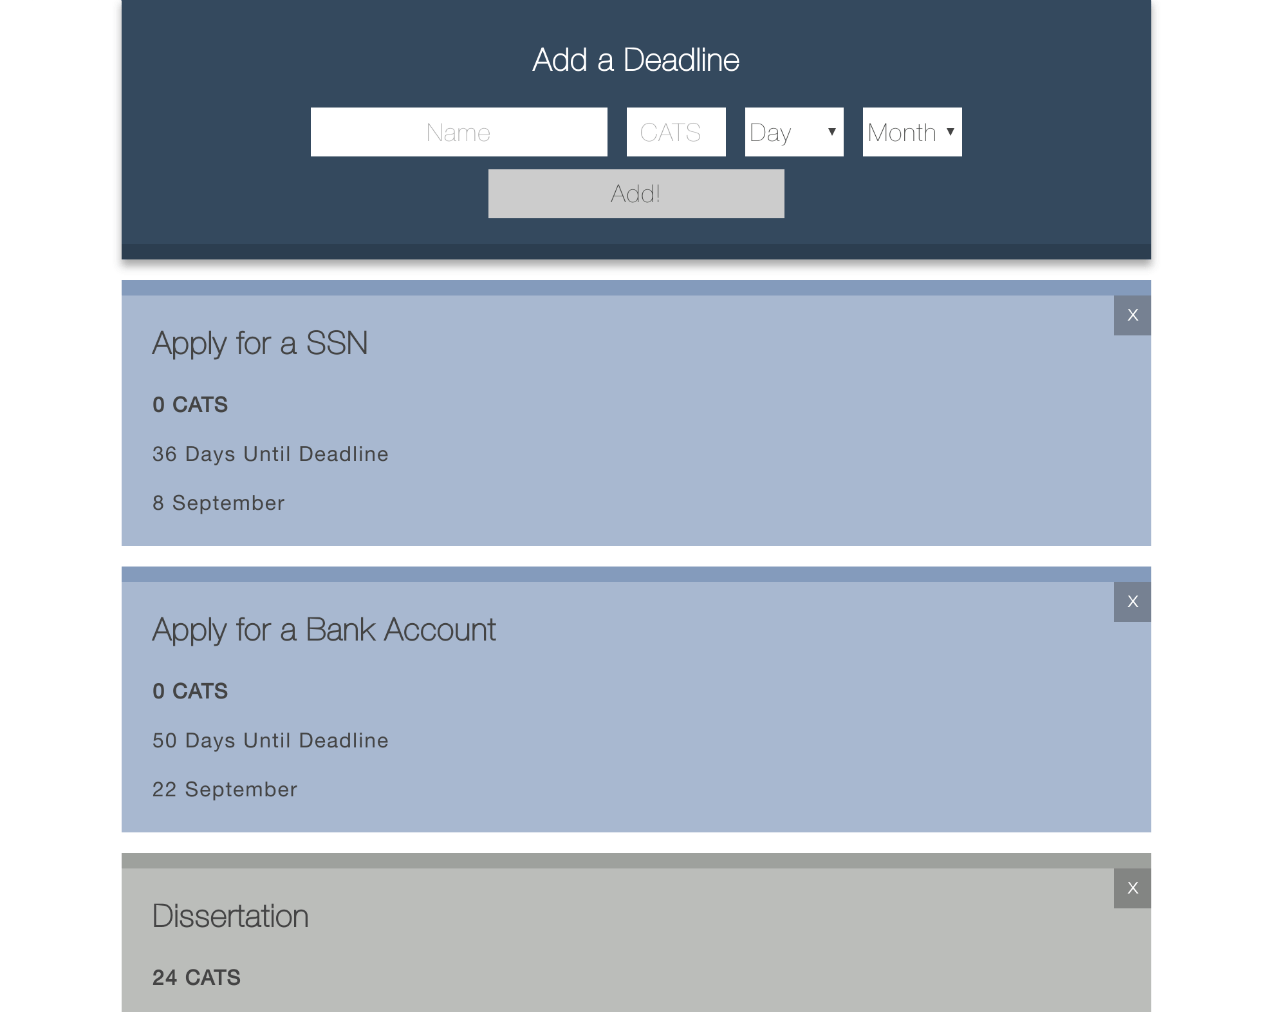 Add a Deadline
Name CATS Day Month
Add!
X
Apply for a SSN
0 CATS
36 Days Until Deadline
8 September
X
Apply for a Bank Account
0 CATS
50 Days Until Deadline
22 September
X
Dissertation
24 CATS